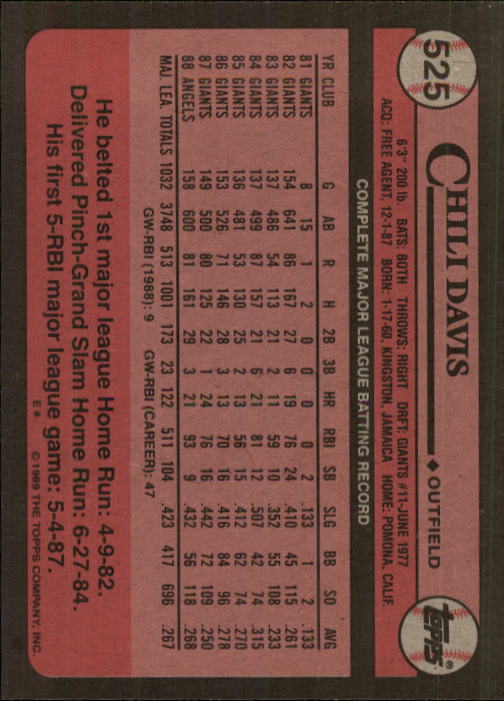 525
CHILI DAVIS
◆ OUTFIELD
TOPPS®
6'3" 200 lb. BATS: BOTH THROWS: RIGHT DRFT: GIANTS #11-JUNE 1977
ACQ: FREE AGENT, 12-1-87 BORN: 1-17-60, KINGSTON, JAMAICA HOME: POMONA, CALIF.
COMPLETE MAJOR LEAGUE BATTING RECORD
YR CLUB G AB R H 2B 3B HR RBI SB SLG BB SO AVG
81 GIANTS 8 15 1 2 0 0 0 0 2 .133 1 2 .133
82 GIANTS 154 641 86 167 27 6 19 76 24 .410 45 115 .261
83 GIANTS 137 486 54 113 21 2 11 59 10 .352 55 108 .233
84 GIANTS 137 499 87 157 21 6 21 81 12 .507 42 74 .315
85 GIANTS 136 481 53 130 25 2 13 56 15 .412 62 74 .270
86 GIANTS 153 526 71 146 28 3 13 70 16 .416 84 96 .278
87 GIANTS 149 500 80 125 22 1 24 76 16 .442 72 109 .250
88 ANGELS 158 600 81 161 29 3 21 93 9 .432 56 118 .268
MAJ. LEA. TOTALS 1032 3748 513 1001 173 23 122 511 104 .423 417 696 .267
GW-RBI (1988): 9 GW-RBI (CAREER): 47
He belted 1st major league Home Run: 4-9-82.
Delivered Pinch-Grand Slam Home Run: 6-27-84.
His first 5-RBI major league game: 5-4-87.
E* © 1989 THE TOPPS COMPANY, INC.